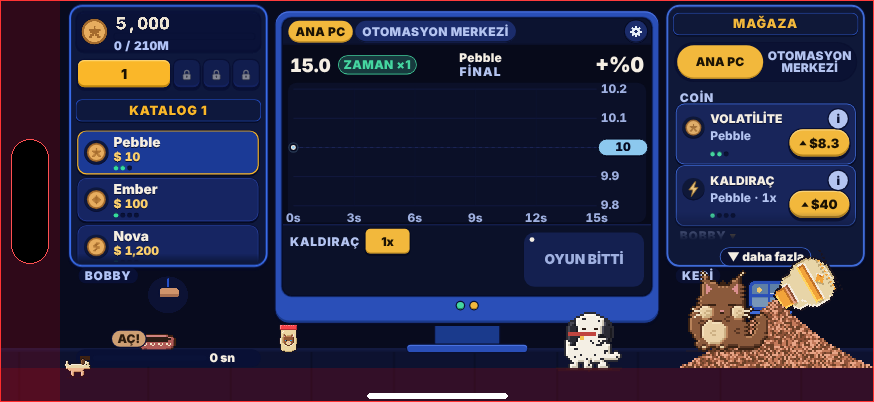 5,000
0 / 210M
1
KATALOG 1
Pebble
$ 10
Ember
$ 100
Nova
$ 1,200
BOBBY
AÇ!
0 sn
ANA PC
OTOMASYON MERKEZİ
15.0
ZAMAN ×1
Pebble
FİNAL
+%0
10.2
10.1
10
9.9
9.8
0s 3s 6s 9s 12s 15s
KALDIRAÇ
1x
OYUN BİTTİ
MAĞAZA
ANA PC
OTOMASYON
MERKEZİ
COİN
VOLATİLİTE
i
Pebble
$8.3
KALDIRAÇ
i
Pebble · 1x
$40
BOBBY
▼ daha fazla
KEDİ